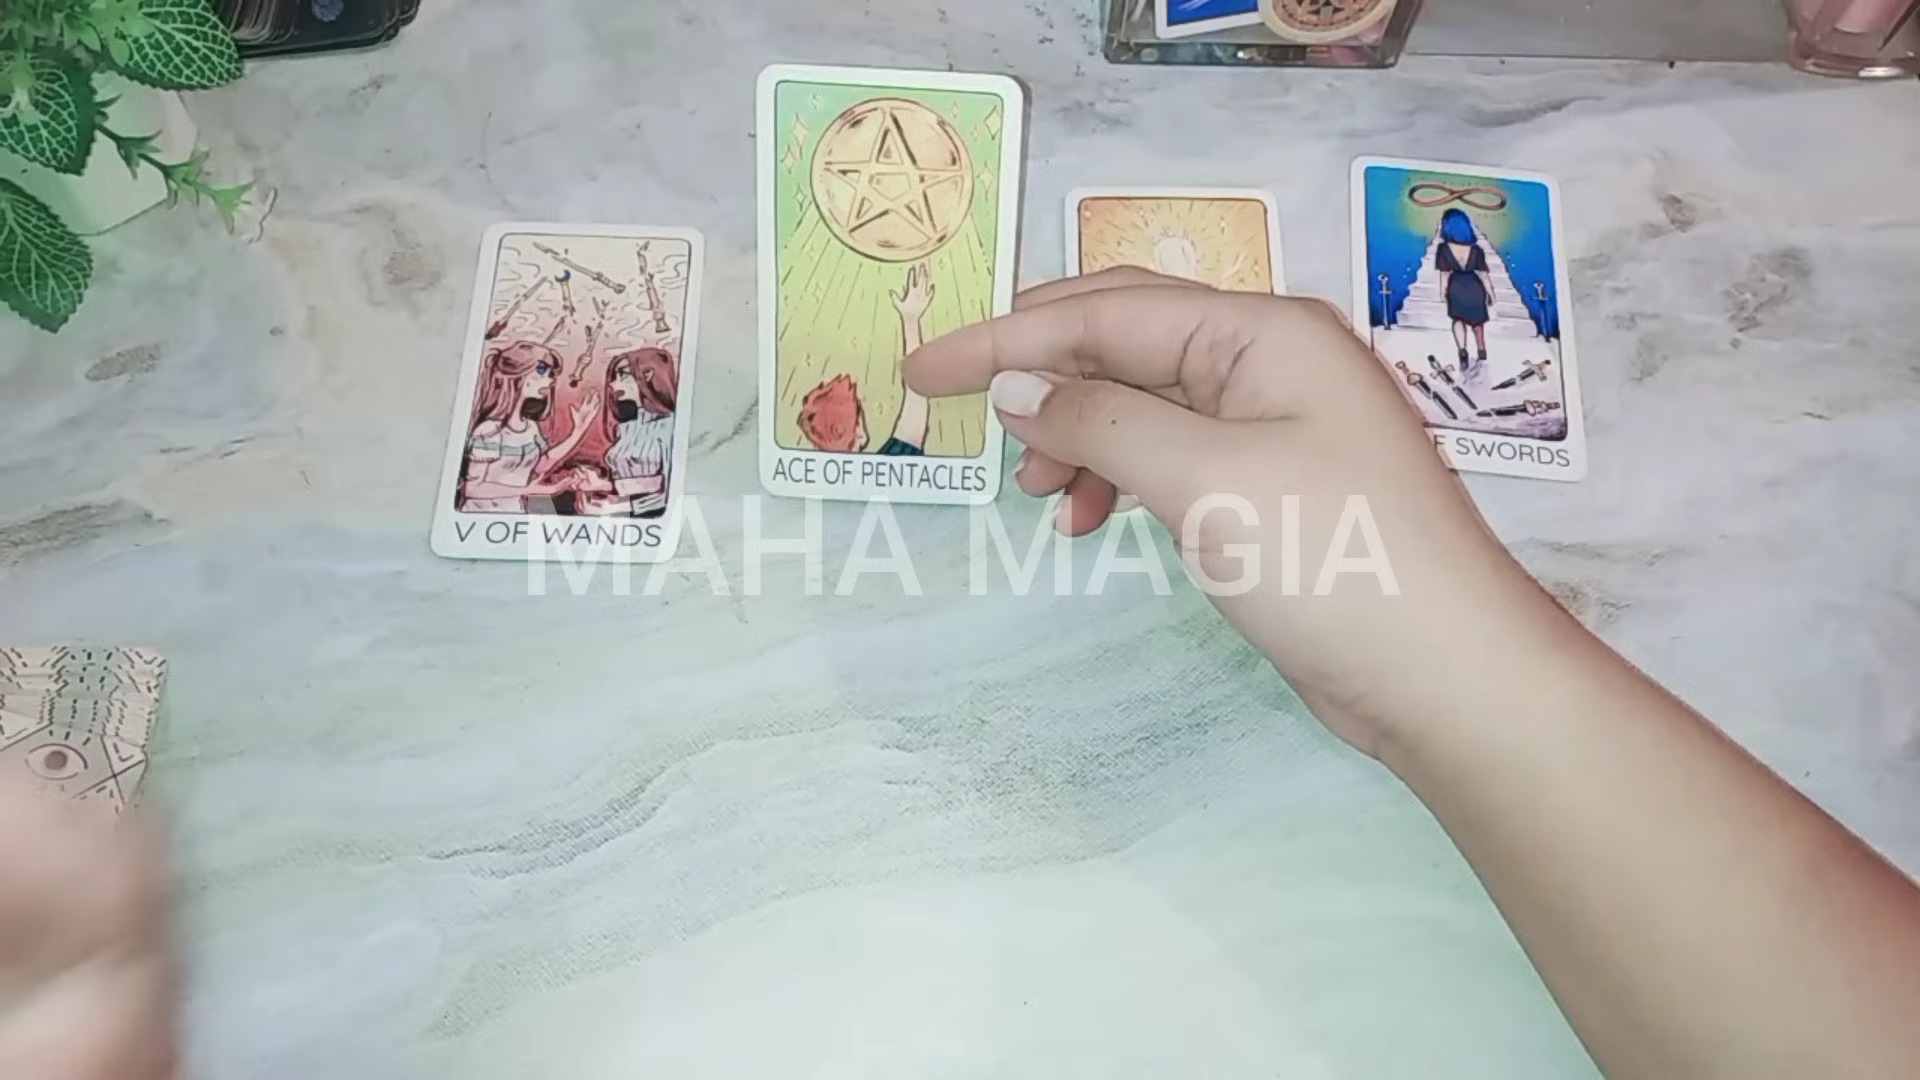 ACE OF PENTACLES
SWORDS
V OF WANDS
MAHA MAGIA